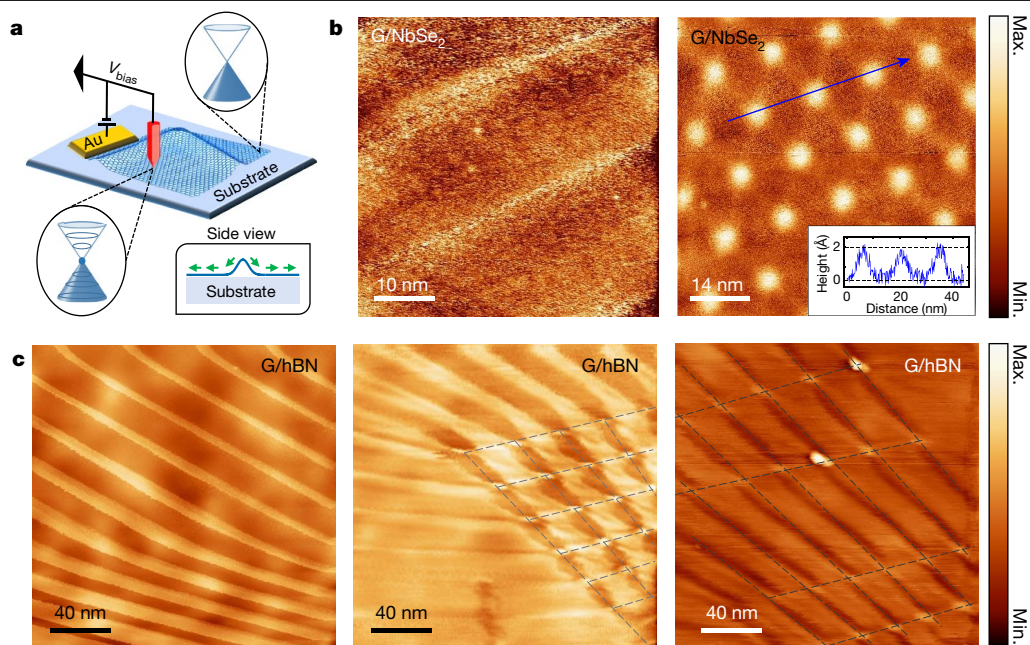 a
V_bias
Au
Substrate
Side view
Substrate
b
G/NbSe₂
10 nm
G/NbSe₂
14 nm
Height (Å)
2
0
0 20 40
Distance (nm)
Max.
Min.
c
G/hBN
40 nm
G/hBN
40 nm
G/hBN
40 nm
Max.
Min.